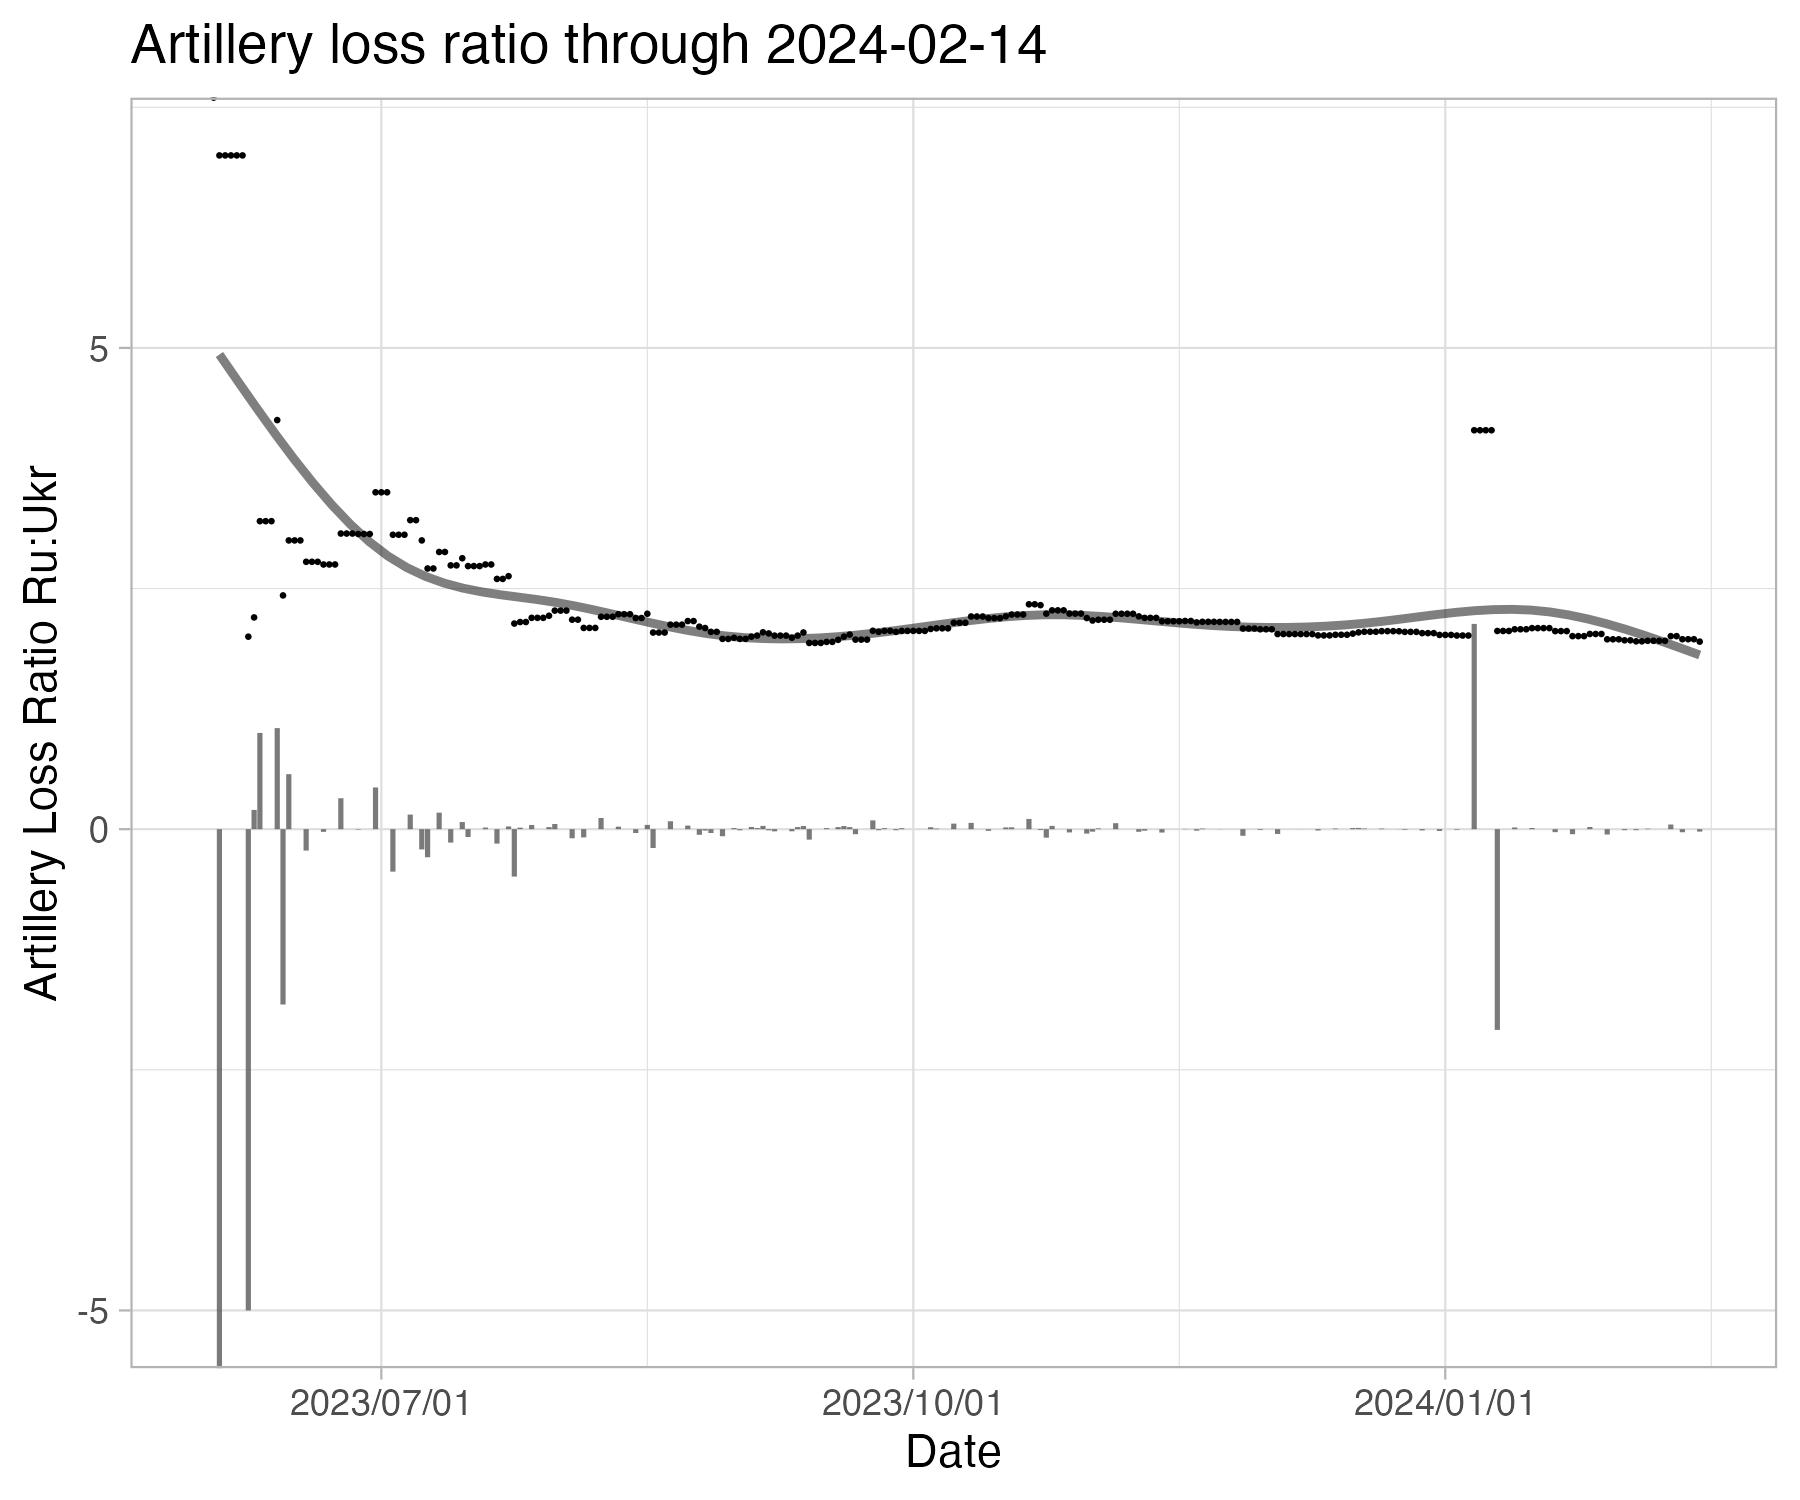 Artillery loss ratio through 2024-02-14
Artillery Loss Ratio Ru:Ukr
5
0
-5
2023/07/01
2023/10/01
2024/01/01
Date